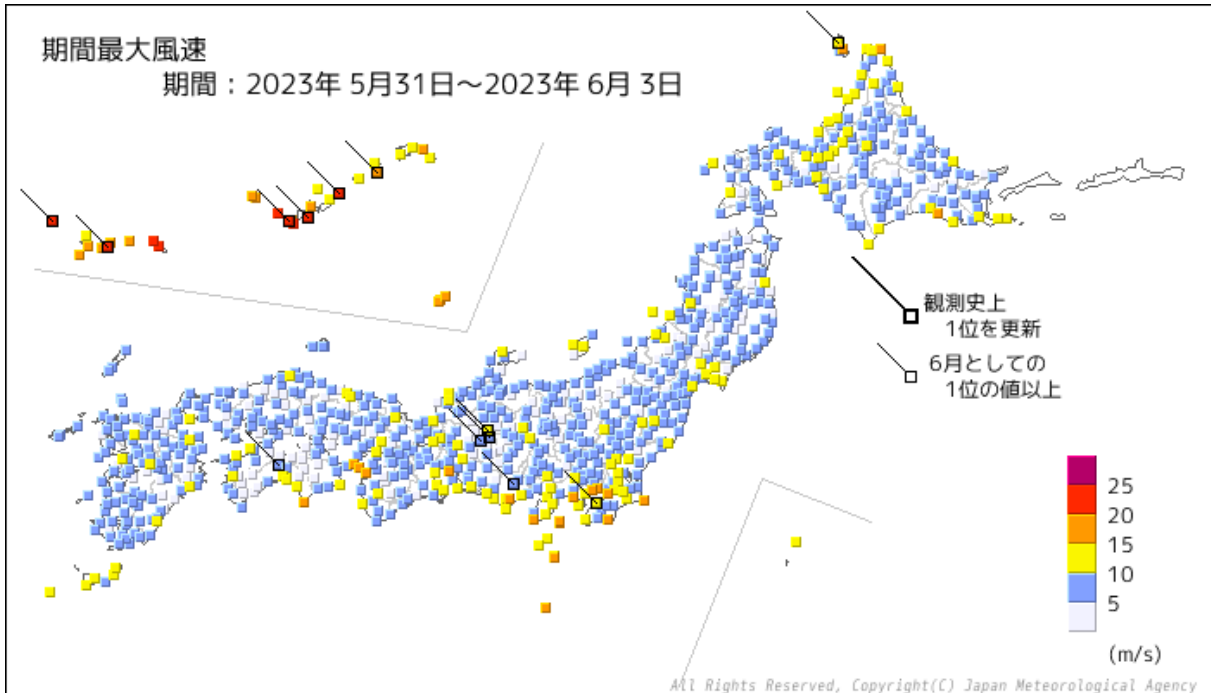 期間最大風速
期間：2023年 5月31日～2023年 6月 3日
観測史上
1位を更新
6月としての
1位の値以上
25
20
15
10
5
(m/s)
All Rights Reserved, Copyright(C) Japan Meteorological Agency